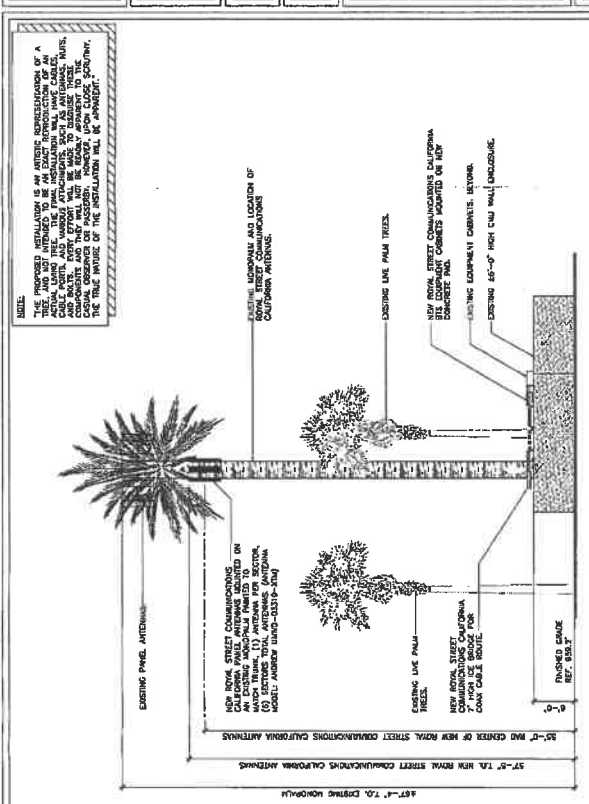 NOTE:
"THE PROPOSED INSTALLATION IS AN ARTISTIC REPRESENTATION OF A
TREE, AND NOT INTENDED TO BE AN EXACT REPRODUCTION OF AN
ACTUAL LIVING TREE. THE FINAL INSTALLATION WILL HAVE CABLES,
CABLE PORTS, AND VARIOUS ATTACHMENTS, SUCH AS ANTENNAS, NUTS,
AND BOLTS. EVERY EFFORT WILL BE MADE TO DISGUISE THESE
COMPONENTS AND THEY WILL NOT BE READILY APPARENT TO THE
CASUAL OBSERVER OR PASSERBY. HOWEVER, UPON CLOSE SCRUTINY,
THE TRUE NATURE OF THE INSTALLATION WILL BE APPARENT."
EXISTING MONOPALM AND LOCATION OF
ROYAL STREET COMMUNICATIONS
CALIFORNIA ANTENNAS.
EXISTING LIVE PALM TREES.
NEW ROYAL STREET COMMUNICATIONS CALIFORNIA
BTS EQUIPMENT CABINETS MOUNTED ON NEW
CONCRETE PAD.
EXISTING EQUIPMENT CABINETS, BEYOND.
EXISTING ±6'-0" HIGH CMU WALL ENCLOSURE.
EXISTING PANEL ANTENNAS
NEW ROYAL STREET COMMUNICATIONS
CALIFORNIA PANEL ANTENNAS MOUNTED ON
AN EXISTING MONOPALM PAINTED TO
MATCH TRUNK, (1) ANTENNA PER SECTOR,
SECTORS TOTAL ANTENNAS. (ANTENNA
MODEL: ANDREW
EXISTING LIVE PALM
TREES.
NEW ROYAL STREET
COMMUNICATIONS CALIFORNIA
7' HIGH ICE BRIDGE FOR
COAX CABLE ROUTE.
FINISHED GRADE
REF. 959.2'
6'-0"
55'-0" RAD CENTER OF NEW ROYAL STREET COMMUNICATIONS CALIFORNIA ANTENNAS
T.O. NEW ROYAL STREET COMMUNICATIONS CALIFORNIA ANTENNAS
±67'-4" T.O. EXISTING MONOPALM